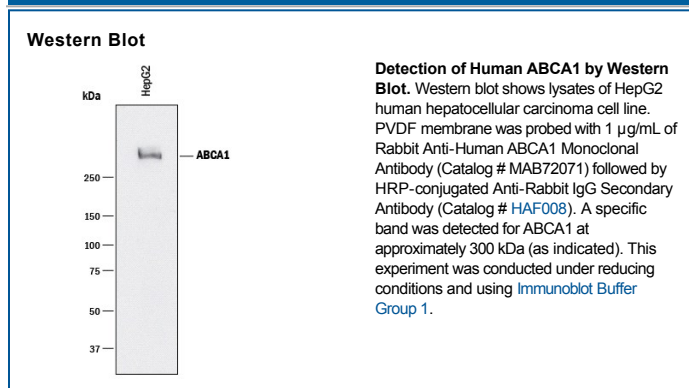 Western Blot
HepG2
kDa
ABCA1
250
150
100
75
50
37
Detection of Human ABCA1 by Western
Blot. Western blot shows lysates of HepG2
human hepatocellular carcinoma cell line.
PVDF membrane was probed with 1 µg/mL of
Rabbit Anti-Human ABCA1 Monoclonal
Antibody (Catalog # MAB72071) followed by
HRP-conjugated Anti-Rabbit IgG Secondary
Antibody (Catalog # HAF008). A specific
band was detected for ABCA1 at
approximately 300 kDa (as indicated). This
experiment was conducted under reducing
conditions and using Immunoblot Buffer
Group 1.